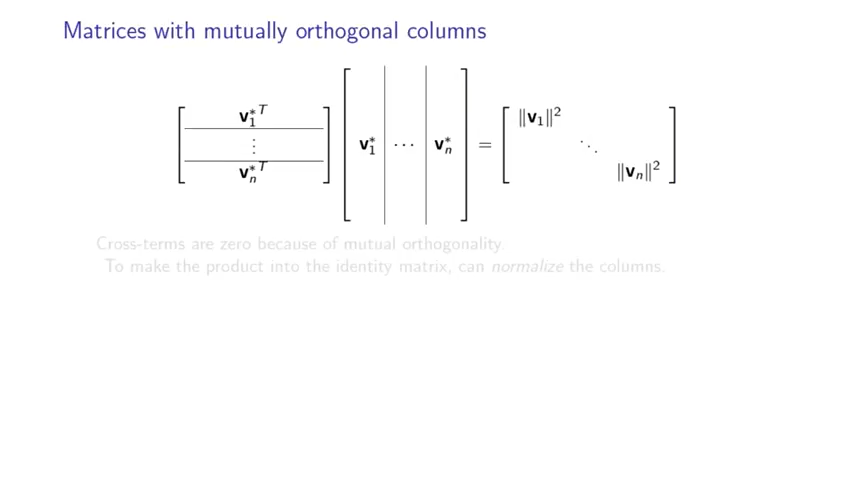 Matrices with mutually orthogonal columns
v₁*ᵀ
⋮
vₙ*ᵀ
v₁* ⋯ vₙ* =
‖v₁‖²
⋱
‖vₙ‖²
Cross-terms are zero because of mutual orthogonality.
To make the product into the identity matrix, can normalize the columns.